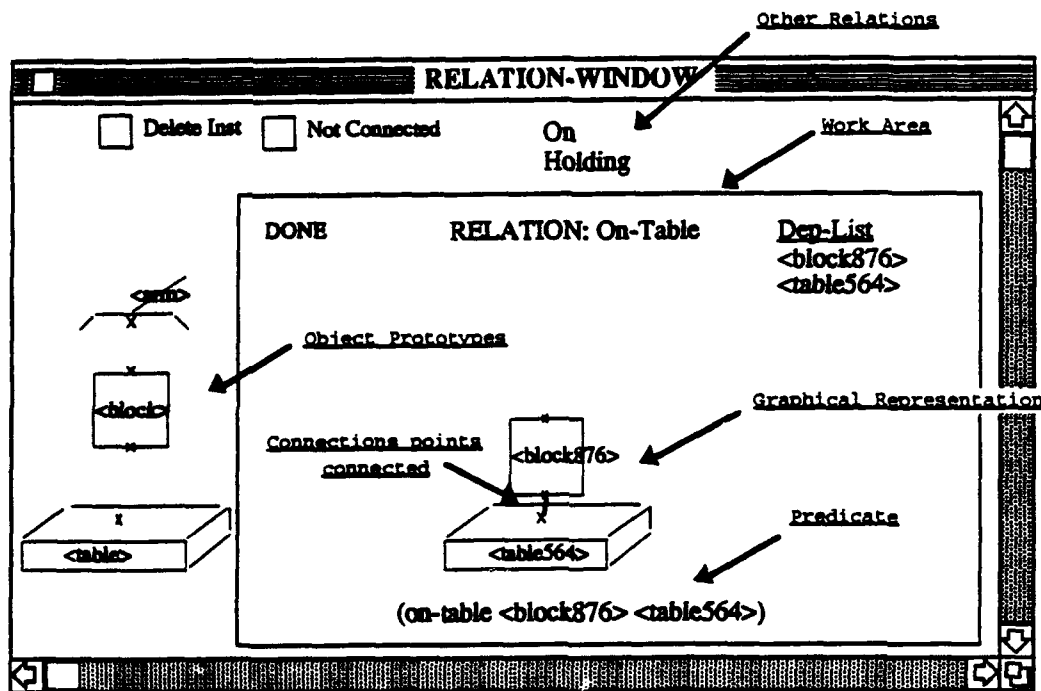 Other Relations
RELATION-WINDOW
Delete Inst
Not Connected
On
Holding
Work Area
DONE
RELATION: On-Table
Dep-List
<block876>
<table564>
<arm>
Object Prototypes
<block>
Graphical Representation
Connections points
connected
<block876>
Predicate
<table>
<table564>
(on-table <block876> <table564>)